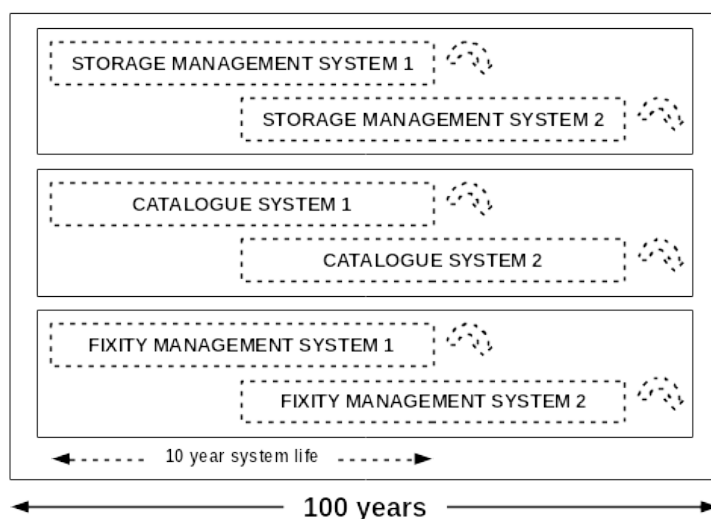 STORAGE MANAGEMENT SYSTEM 1
STORAGE MANAGEMENT SYSTEM 2
CATALOGUE SYSTEM 1
CATALOGUE SYSTEM 2
FIXITY MANAGEMENT SYSTEM 1
FIXITY MANAGEMENT SYSTEM 2
10 year system life
100 years